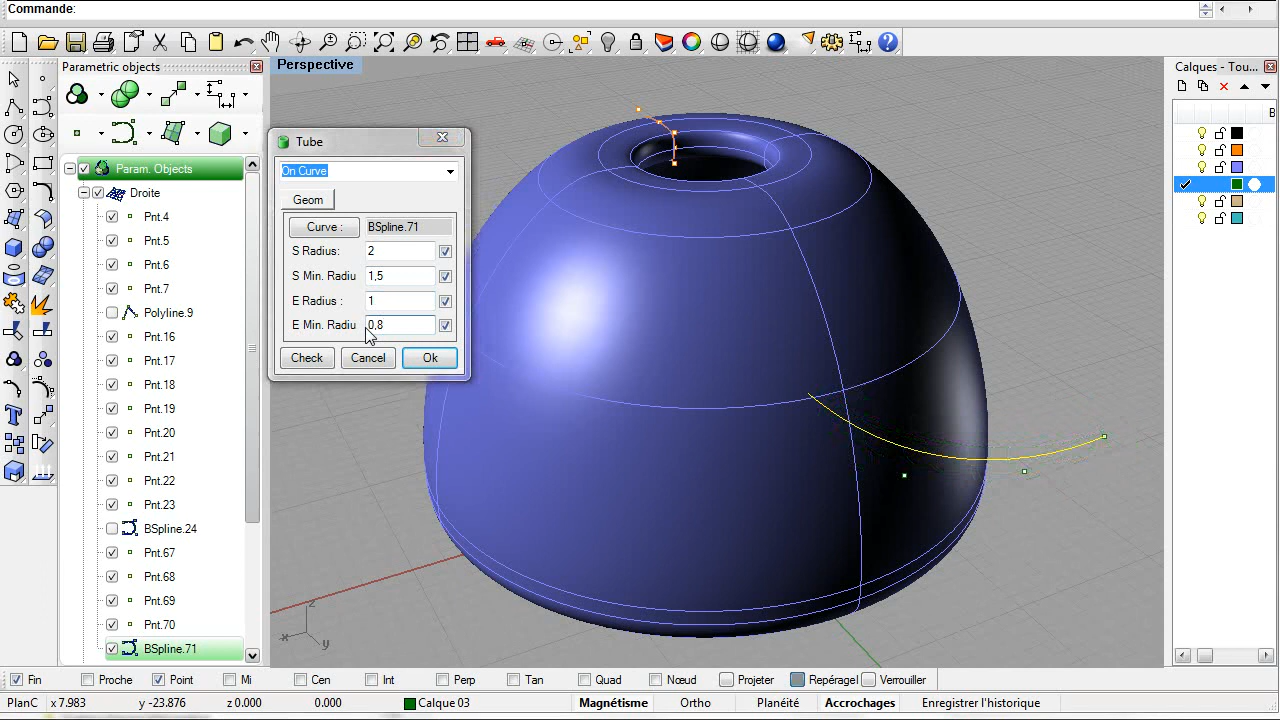 Commande:
Parametric objects
Perspective
Calques - Tou...
B
Param. Objects
Droite
Pnt.4
Pnt.5
Pnt.6
Pnt.7
Polyline.9
Pnt.16
Pnt.17
Pnt.18
Pnt.19
Pnt.20
Pnt.21
Pnt.22
Pnt.23
BSpline.24
Pnt.67
Pnt.68
Pnt.69
Pnt.70
BSpline.71
Tube
On Curve
Geom
Curve : BSpline.71
S Radius: 2
S Min. Radiu 1,5
E Radius : 1
E Min. Radiu 0,8
Check Cancel Ok
z
x
y
Fin Proche Point Mi Cen Int Perp Tan Quad Nœud Projeter Repérage Verrouiller
PlanC x 7.983 y -23.876 z 0.000 0.000 Calque 03 Magnétisme Ortho Planéité Accrochages Enregistrer l'historique